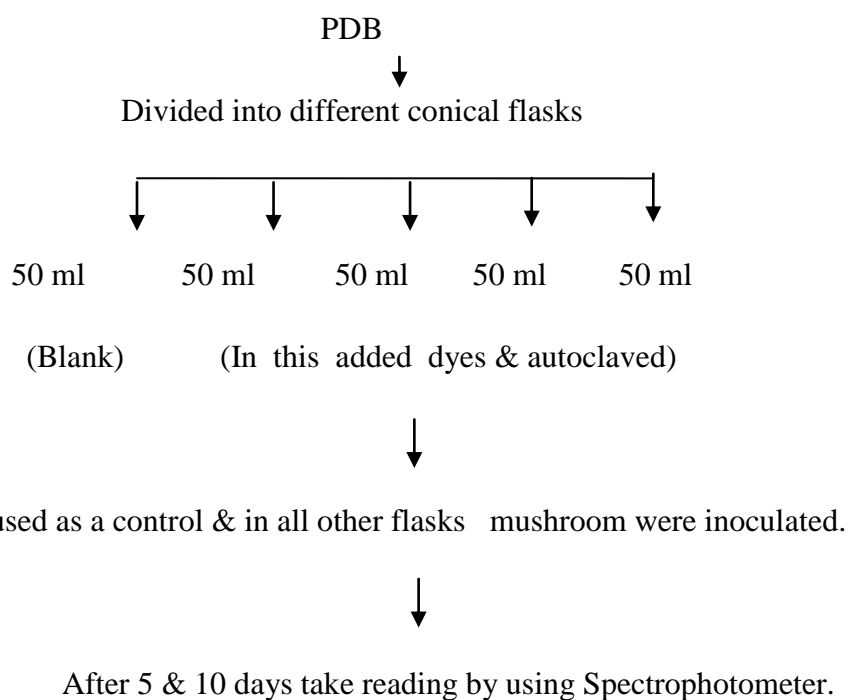 PDB
Divided into different conical flasks
50 ml 50 ml 50 ml 50 ml 50 ml
(Blank) (In this added dyes & autoclaved)
used as a control & in all other flasks mushroom were inoculated.
After 5 & 10 days take reading by using Spectrophotometer.